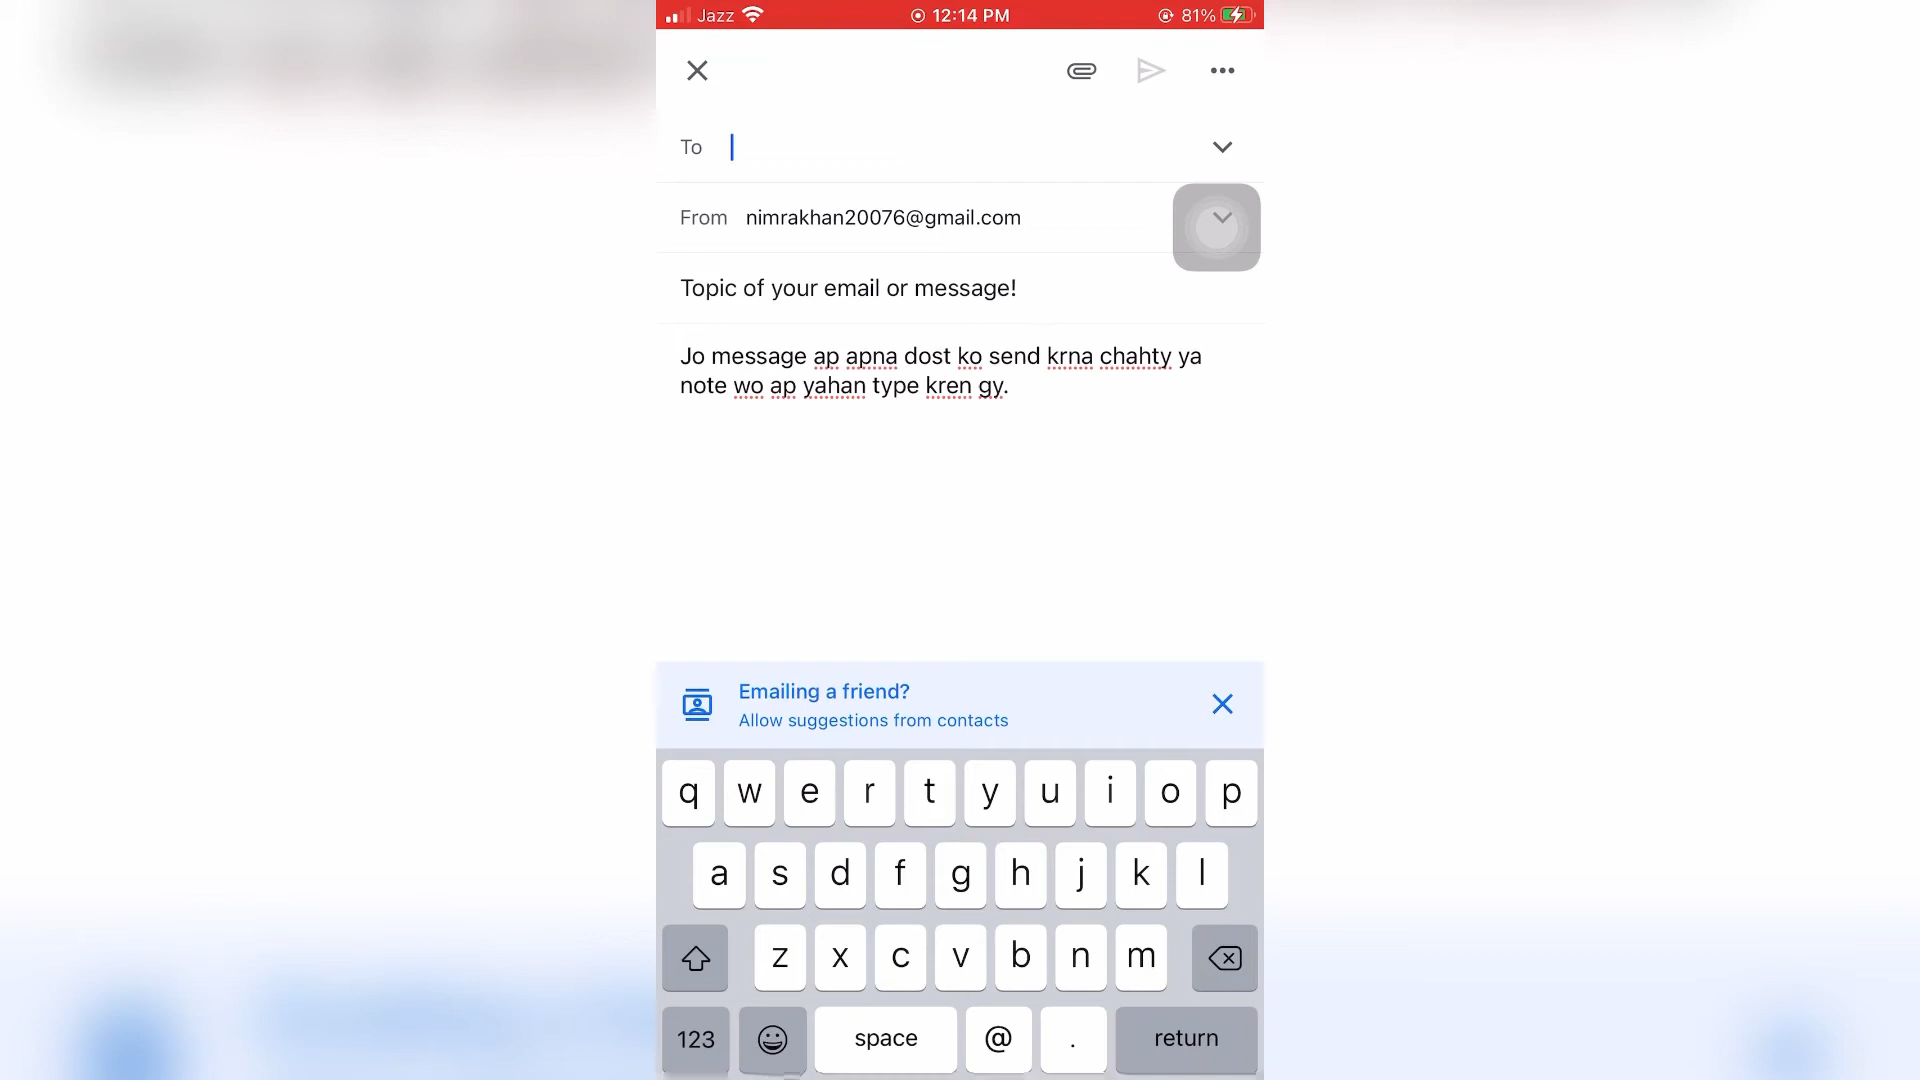 Jazz 12:14 PM 81%
To
From nimrakhan20076@gmail.com
Topic of your email or message!
Jo message ap apna dost ko send krna chahty ya
note wo ap yahan type kren gy.
Emailing a friend?
Allow suggestions from contacts
q w e r t y u i o p
a s d f g h j k l
z x c v b n m
123 space @ . return